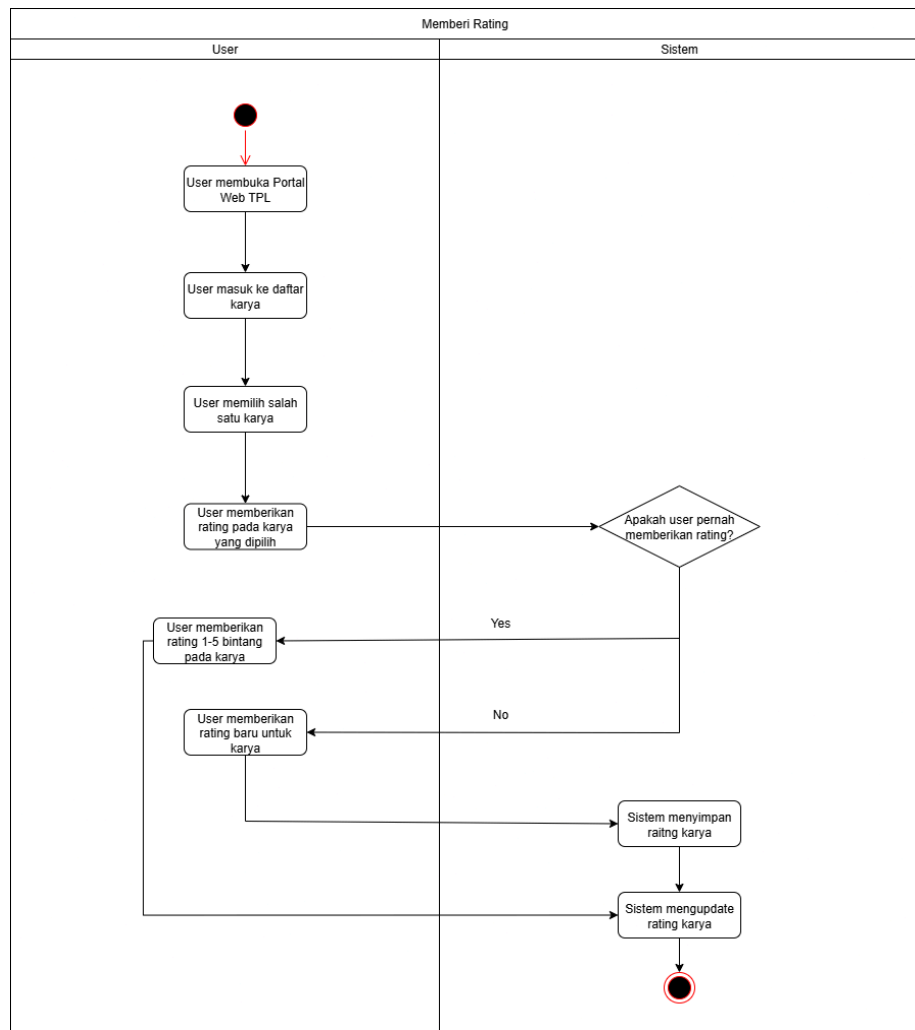 Memberi Rating
User
Sistem
User membuka Portal
Web TPL
User masuk ke daftar
karya
User memilih salah
satu karya
User memberikan
rating pada karya
yang dipilih
Apakah user pernah
memberikan rating?
Yes
User memberikan
rating 1-5 bintang
pada karya
No
User memberikan
rating baru untuk
karya
Sistem menyimpan
raitng karya
Sistem mengupdate
rating karya